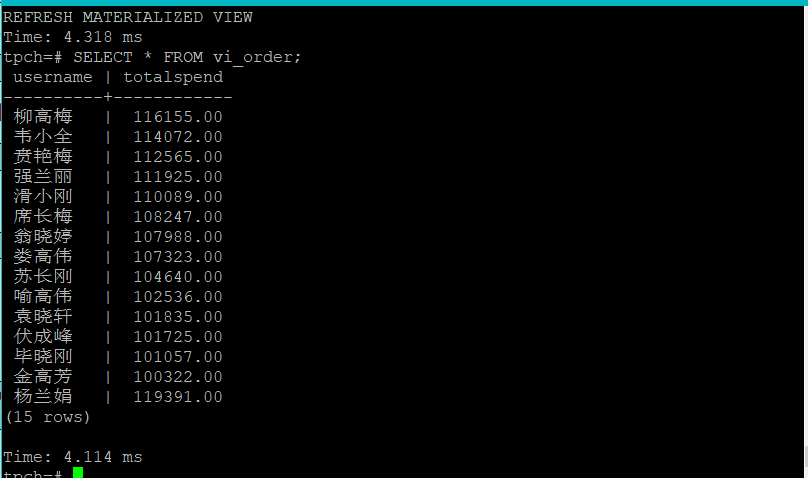 REFRESH MATERIALIZED VIEW
Time: 4.318 ms
tpch=# SELECT * FROM vi_order;
 username | totalspend
----------+------------
 柳高梅   |  116155.00
 韦小全   |  114072.00
 贲艳梅   |  112565.00
 强兰丽   |  111925.00
 滑小刚   |  110089.00
 席长梅   |  108247.00
 翁晓婷   |  107988.00
 娄高伟   |  107323.00
 苏长刚   |  104640.00
 喻高伟   |  102536.00
 袁晓轩   |  101835.00
 伏成峰   |  101725.00
 毕晓刚   |  101057.00
 金高芳   |  100322.00
 杨兰娟   |  119391.00
(15 rows)
Time: 4.114 ms
tpch=#